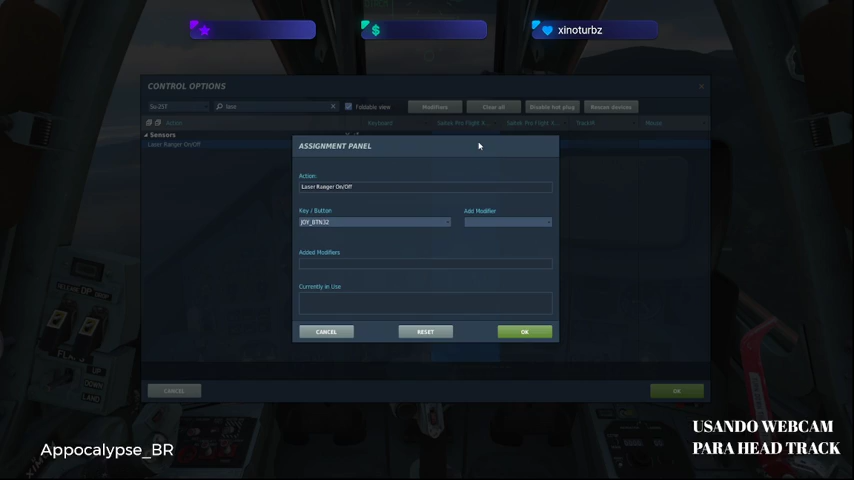 xinoturbz
CONTROL OPTIONS
Su-25T
lase
Foldable view
Modifiers
Clear all
Disable hot plug
Rescan devices
Action
Keyboard
Saitek Pro Flight X...
Saitek Pro Flight X...
TrackIR
Mouse
Sensors
Laser Ranger On/Off
ASSIGNMENT PANEL
Action:
Laser Ranger On/Off
Key / Button:
Add Modifier
JOY_BTN32
Added Modifiers
Currently in Use
CANCEL
RESET
OK
CANCEL
OK
UP
DOWN
USANDO WEBCAM
PARA HEAD TRACK
Appocalypse_BR